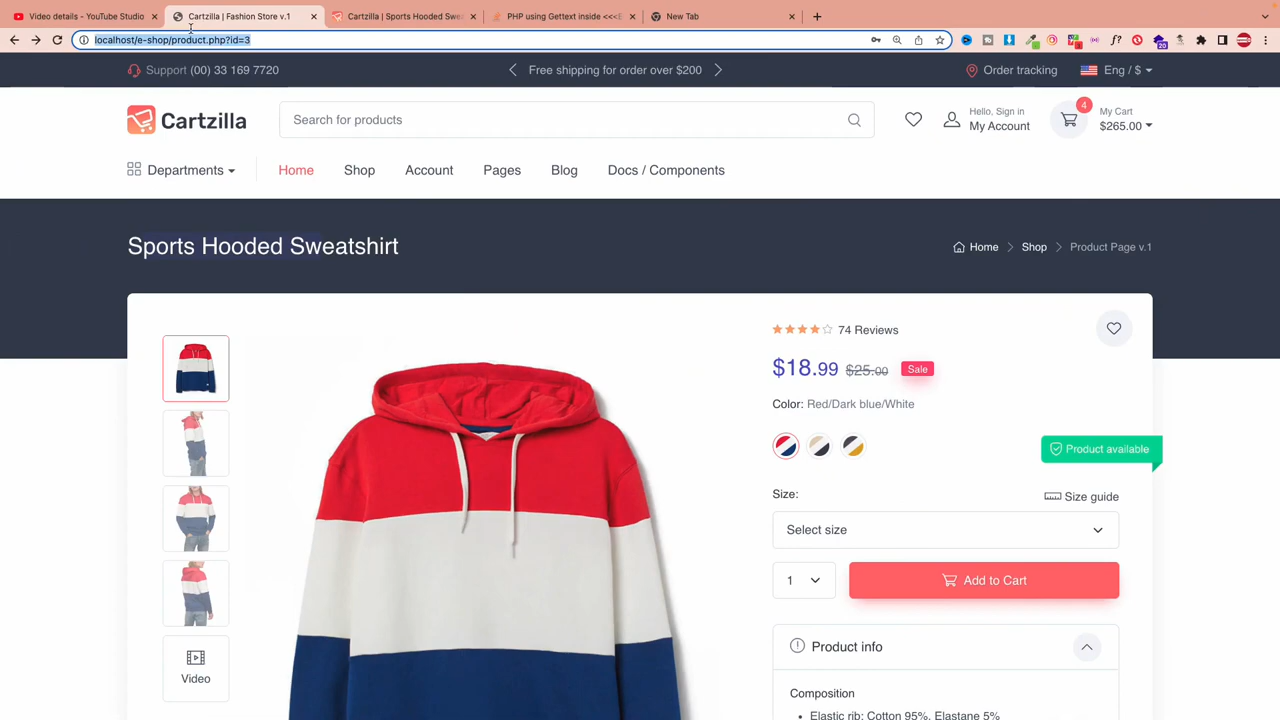 Video details - YouTube Studio
Cartzilla | Fashion Store v.1
Cartzilla | Sports Hooded Swea
PHP using Gettext inside <<<E
New Tab
localhost/e-shop/product.php?id=3
Support (00) 33 169 7720
Free shipping for order over $200
Order tracking
Eng / $
Cartzilla
Search for products
Hello, Sign in
My Account
4
My Cart
$265.00
Departments
Home
Shop
Account
Pages
Blog
Docs / Components
Sports Hooded Sweatshirt
Home
Shop
Product Page v.1
74 Reviews
$18.99 $25.00 Sale
Color: Red/Dark blue/White
Product available
Size:
Size guide
Select size
1
Add to Cart
Video
Product info
Composition
Elastic rib: Cotton 95%, Elastane 5%